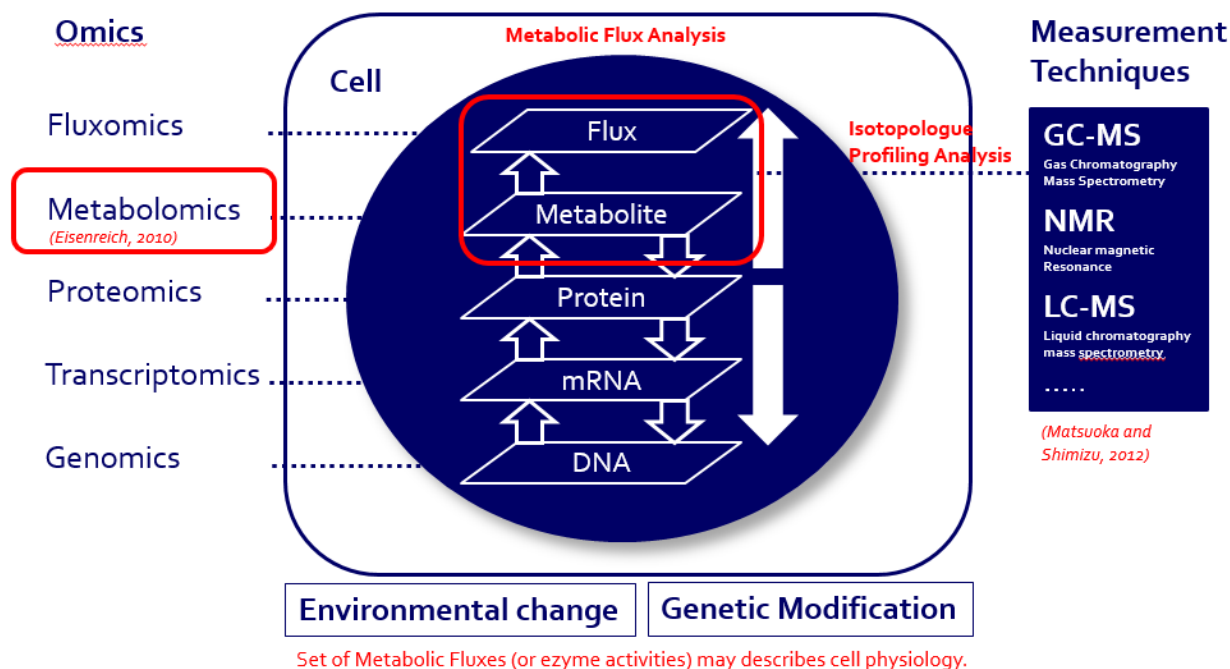 Omics
Fluxomics
Metabolomics
(Eisenreich, 2010)
Proteomics
Transcriptomics
Genomics
Metabolic Flux Analysis
Cell
Flux
Metabolite
Protein
mRNA
DNA
Isotopologue
Profiling Analysis
Measurement
Techniques
GC-MS
Gas Chromatography
Mass Spectrometry
NMR
Nuclear magnetic
Resonance
LC-MS
Liquid chromatography
mass spectrometry
.....
(Matsuoka and
Shimizu, 2012)
Environmental change
Genetic Modification
Set of Metabolic Fluxes (or ezyme activities) may describes cell physiology.